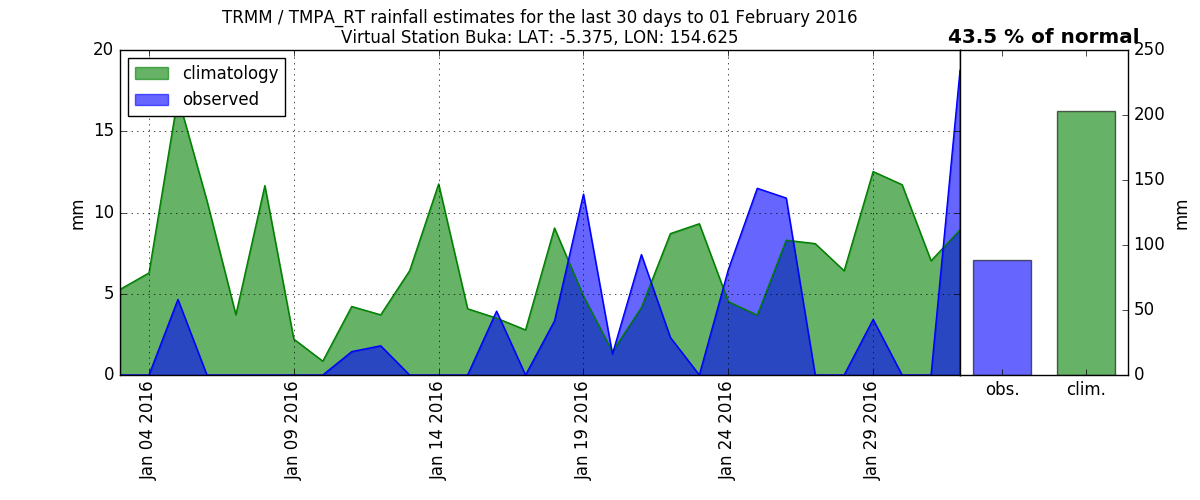 TRMM / TMPA_RT rainfall estimates for the last 30 days to 01 February 2016
Virtual Station Buka: LAT: -5.375, LON: 154.625
43.5 % of normal
climatology
observed
20
15
10
5
0
mm
Jan 04 2016
Jan 09 2016
Jan 14 2016
Jan 19 2016
Jan 24 2016
Jan 29 2016
250
200
150
100
50
0
mm
obs.
clim.